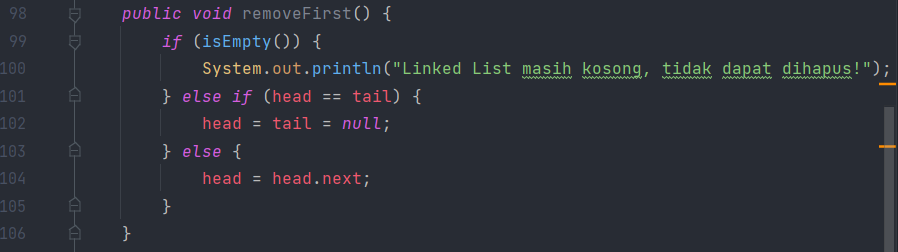 98 public void removeFirst() {
99 if (isEmpty()) {
100 System.out.println("Linked List masih kosong, tidak dapat dihapus!");
101 } else if (head == tail) {
102 head = tail = null;
103 } else {
104 head = head.next;
105 }
106 }